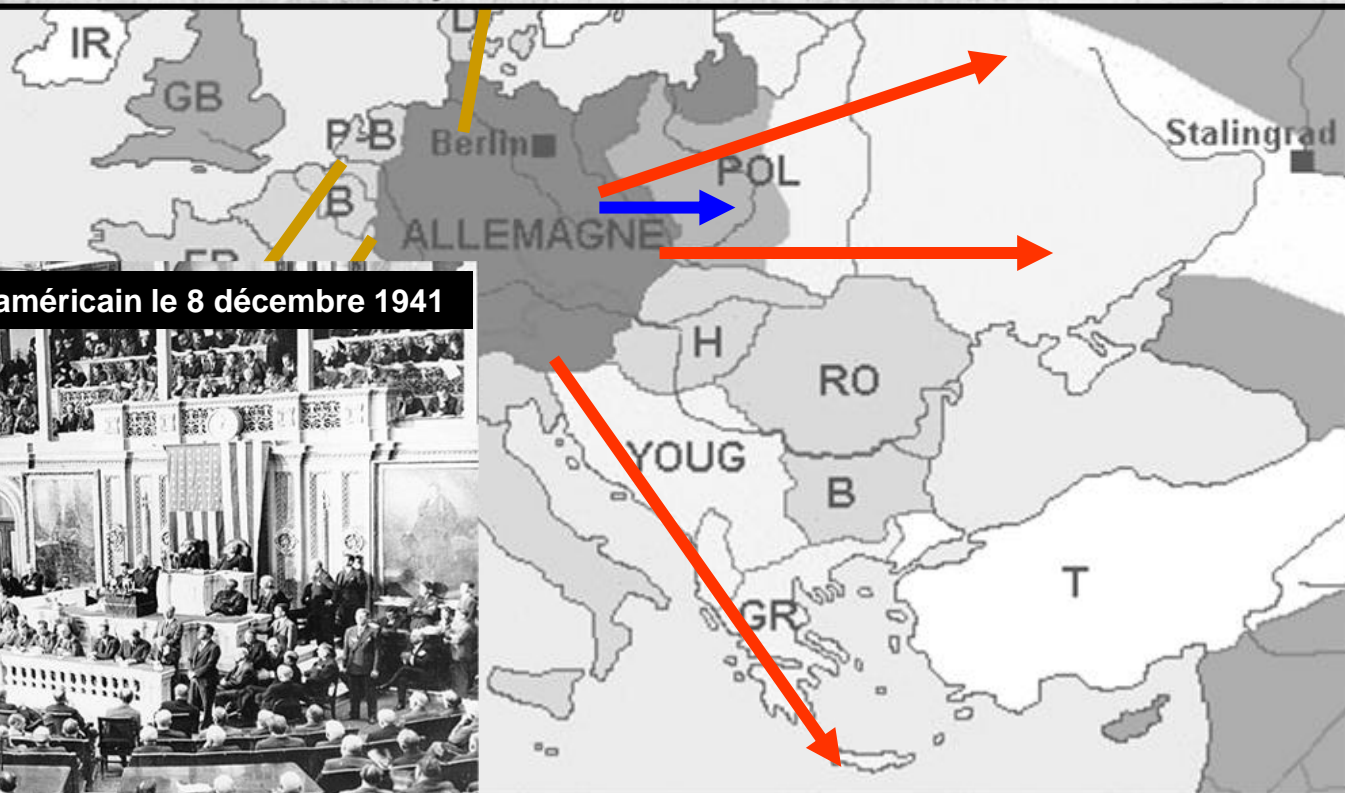 IR
GB
P-B
Berlin
Stalingrad
POL
B
ALLEMAGNE
américain le 8 décembre 1941
H
RO
YOUG
B
T
GR